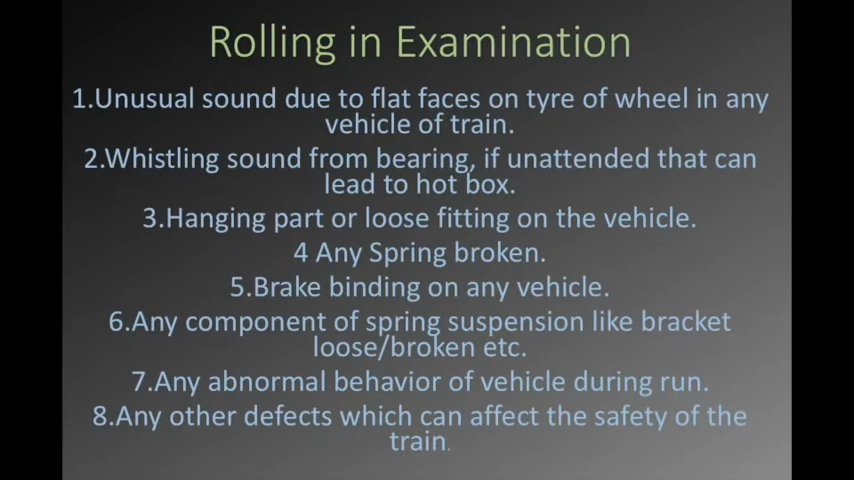 Rolling in Examination
1.Unusual sound due to flat faces on tyre of wheel in any
vehicle of train.
2.Whistling sound from bearing, if unattended that can
lead to hot box.
3.Hanging part or loose fitting on the vehicle.
4 Any Spring broken.
5.Brake binding on any vehicle.
6.Any component of spring suspension like bracket
loose/broken etc.
7.Any abnormal behavior of vehicle during run.
8.Any other defects which can affect the safety of the
train.